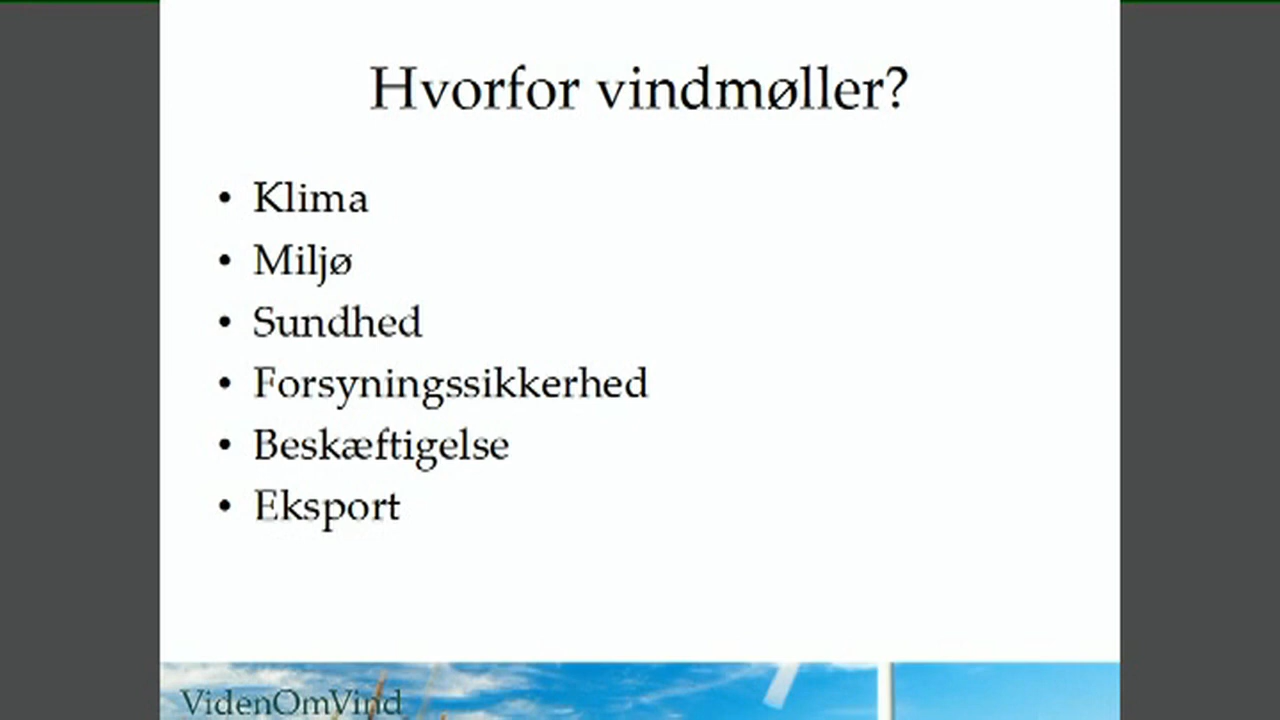 Hvorfor vindmøller?
• Klima
• Miljø
• Sundhed
• Forsyningssikkerhed
• Beskæftigelse
• Eksport
VidenOmVind